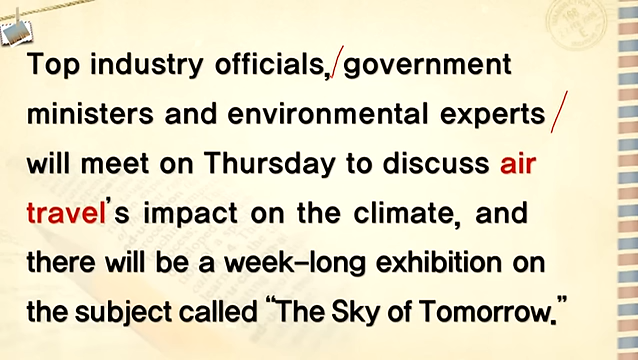 Top industry officials, government
ministers and environmental experts
will meet on Thursday to discuss air
travel's impact on the climate, and
there will be a week-long exhibition on
the subject called “The Sky of Tomorrow.”